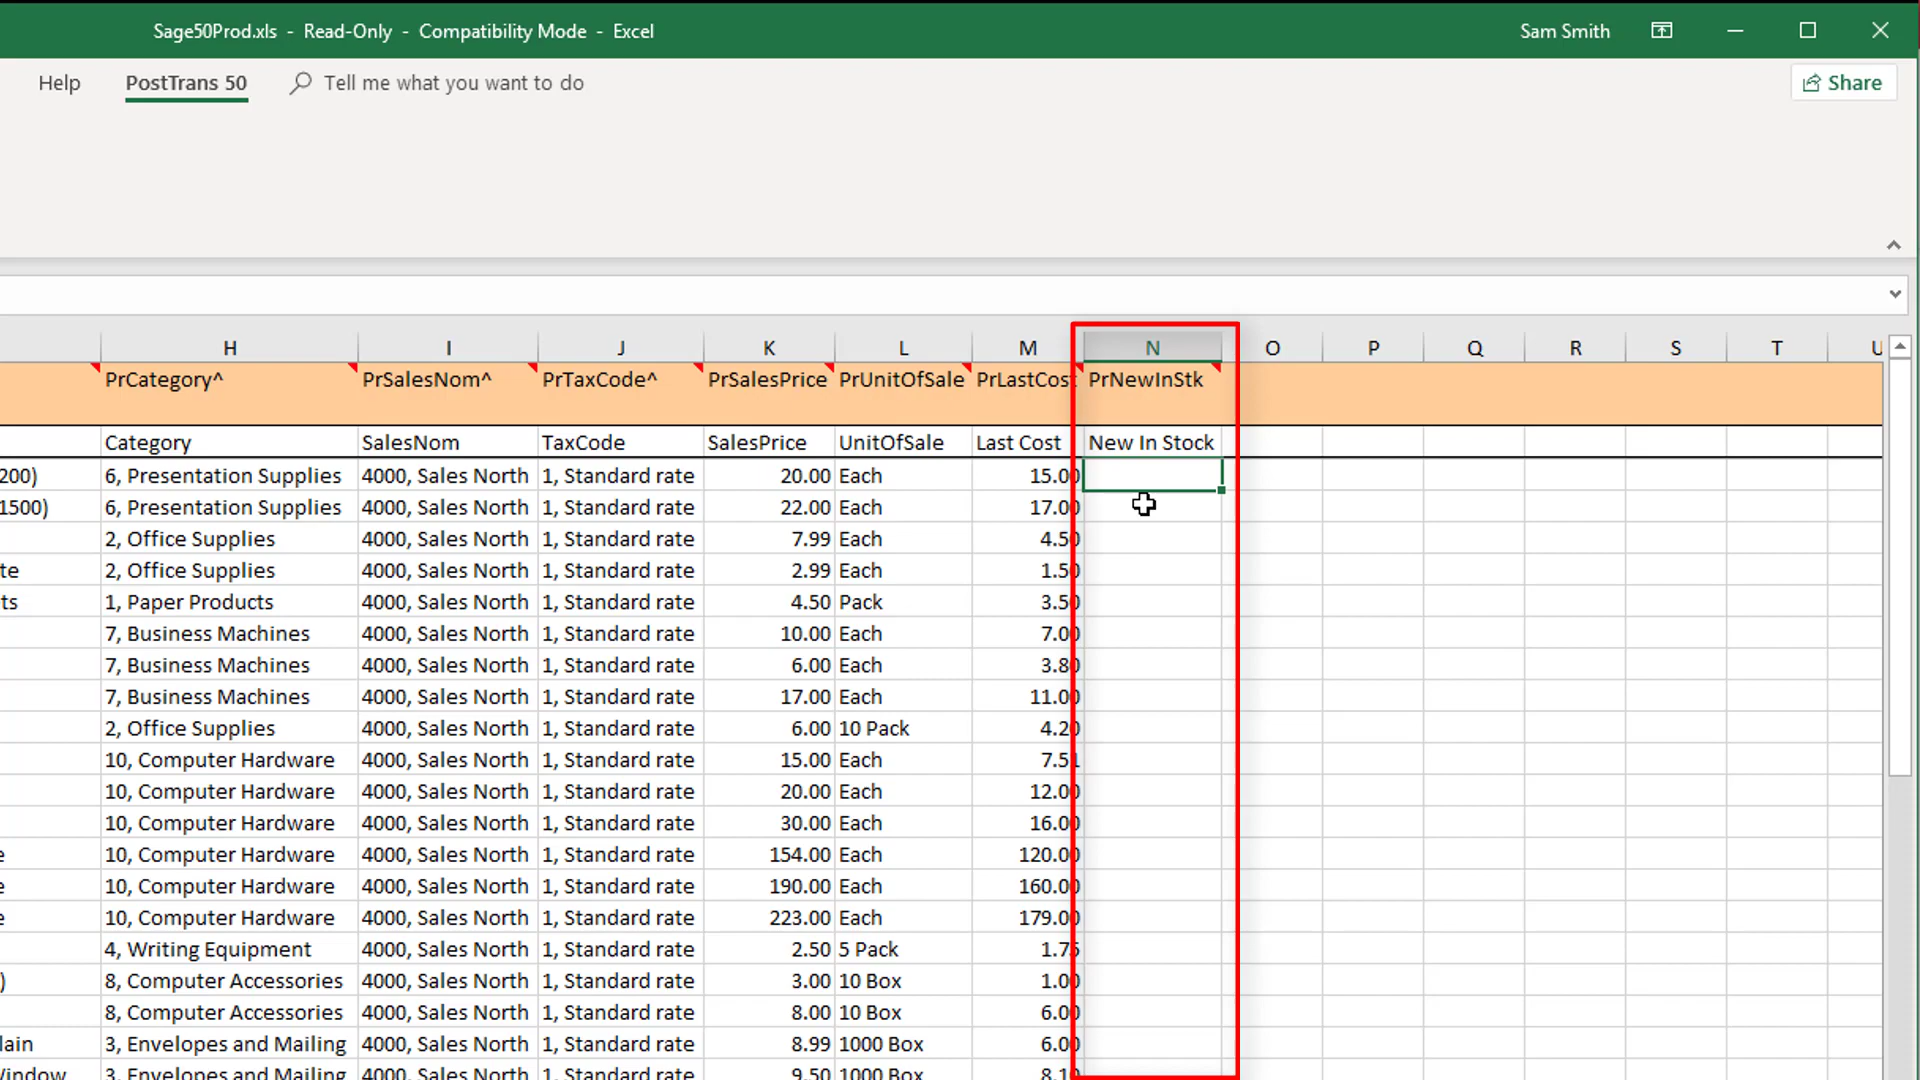 Sage50Prod.xls - Read-Only - Compatibility Mode - Excel Sam Smith
Help PostTrans 50 Tell me what you want to do Share
H I J K L M N O P Q R S T U
PrCategory^ PrSalesNom^ PrTaxCode^ PrSalesPrice PrUnitOfSale PrLastCost PrNewInStk
Category SalesNom TaxCode SalesPrice UnitOfSale Last Cost New In Stock
200) 6, Presentation Supplies 4000, Sales North 1, Standard rate 20.00 Each 15.00
1500) 6, Presentation Supplies 4000, Sales North 1, Standard rate 22.00 Each 17.00
2, Office Supplies 4000, Sales North 1, Standard rate 7.99 Each 4.50
te 2, Office Supplies 4000, Sales North 1, Standard rate 2.99 Each 1.50
ts 1, Paper Products 4000, Sales North 1, Standard rate 4.50 Pack 3.50
7, Business Machines 4000, Sales North 1, Standard rate 10.00 Each 7.00
7, Business Machines 4000, Sales North 1, Standard rate 6.00 Each 3.80
7, Business Machines 4000, Sales North 1, Standard rate 17.00 Each 11.00
2, Office Supplies 4000, Sales North 1, Standard rate 6.00 10 Pack 4.20
10, Computer Hardware 4000, Sales North 1, Standard rate 15.00 Each 7.51
10, Computer Hardware 4000, Sales North 1, Standard rate 20.00 Each 12.00
10, Computer Hardware 4000, Sales North 1, Standard rate 30.00 Each 16.00
e 10, Computer Hardware 4000, Sales North 1, Standard rate 154.00 Each 120.00
e 10, Computer Hardware 4000, Sales North 1, Standard rate 190.00 Each 160.00
e 10, Computer Hardware 4000, Sales North 1, Standard rate 223.00 Each 179.00
4, Writing Equipment 4000, Sales North 1, Standard rate 2.50 5 Pack 1.75
) 8, Computer Accessories 4000, Sales North 1, Standard rate 3.00 10 Box 1.00
8, Computer Accessories 4000, Sales North 1, Standard rate 8.00 10 Box 6.00
lain 3, Envelopes and Mailing 4000, Sales North 1, Standard rate 8.99 1000 Box 6.00
Window 3, Envelopes and Mailing 4000, Sales North 1, Standard rate 9.50 1000 Box 8.10